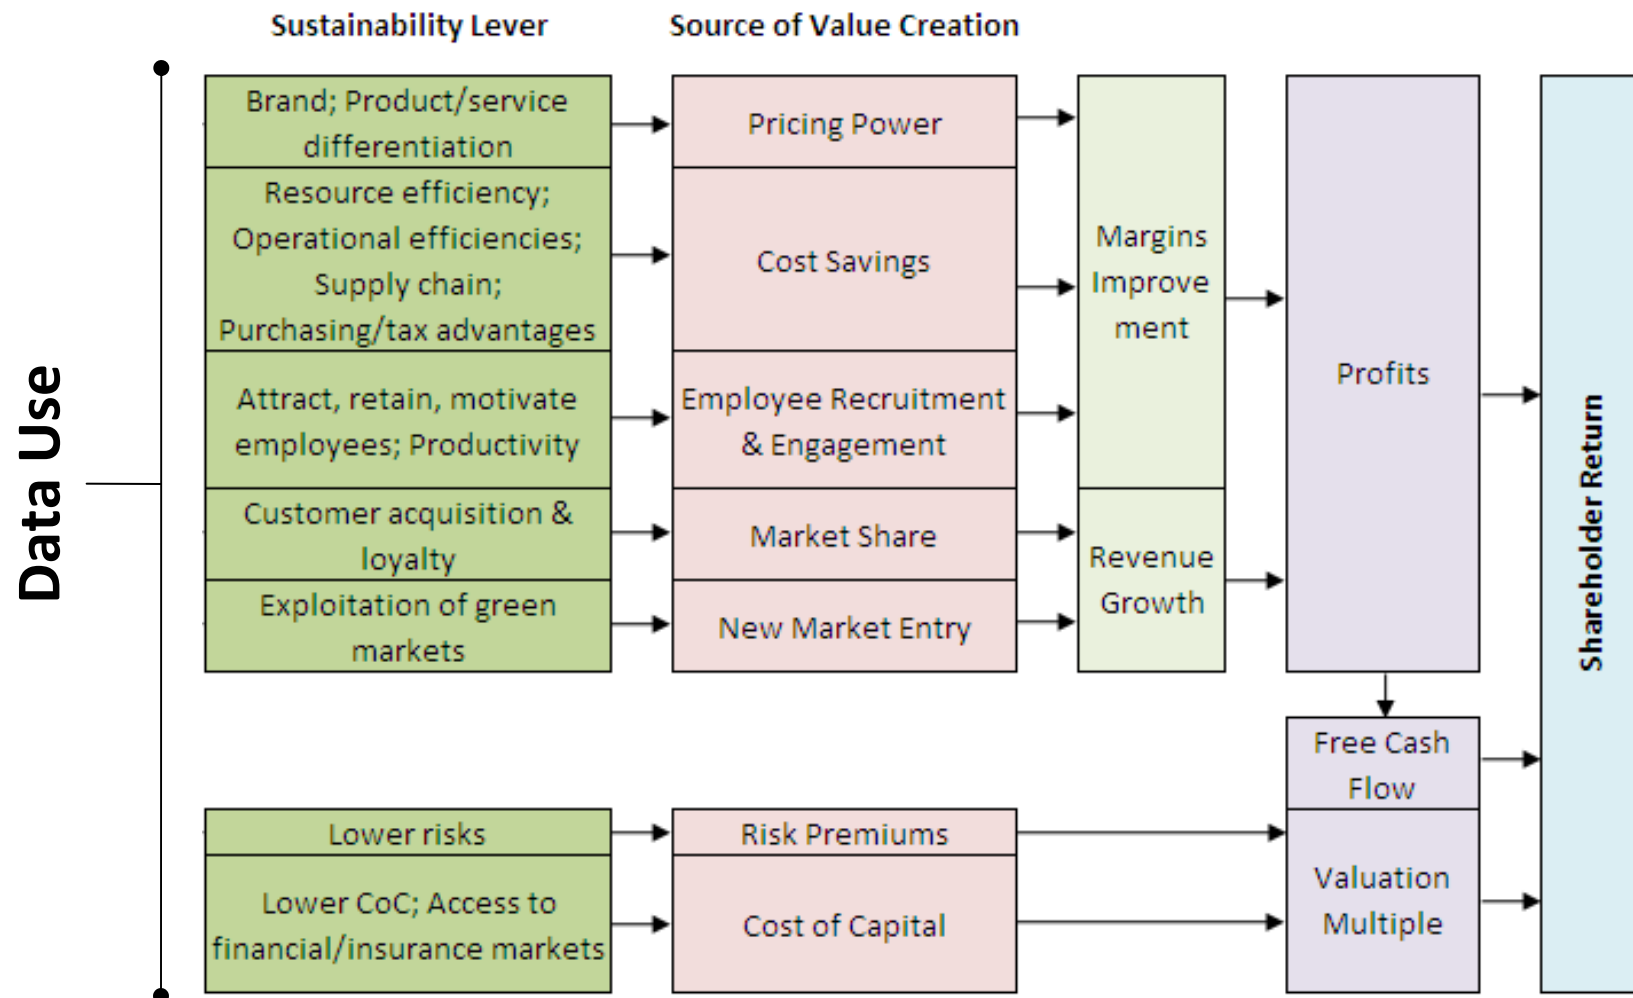 Sustainability Lever
Source of Value Creation
Data Use
Brand; Product/service
differentiation
Pricing Power
Resource efficiency;
Operational efficiencies;
Supply chain;
Purchasing/tax advantages
Cost Savings
Attract, retain, motivate
employees; Productivity
Employee Recruitment
& Engagement
Customer acquisition &
loyalty
Market Share
Exploitation of green
markets
New Market Entry
Margins
Improve
ment
Revenue
Growth
Profits
Shareholder Return
Free Cash
Flow
Lower risks
Risk Premiums
Lower CoC; Access to
financial/insurance markets
Cost of Capital
Valuation
Multiple